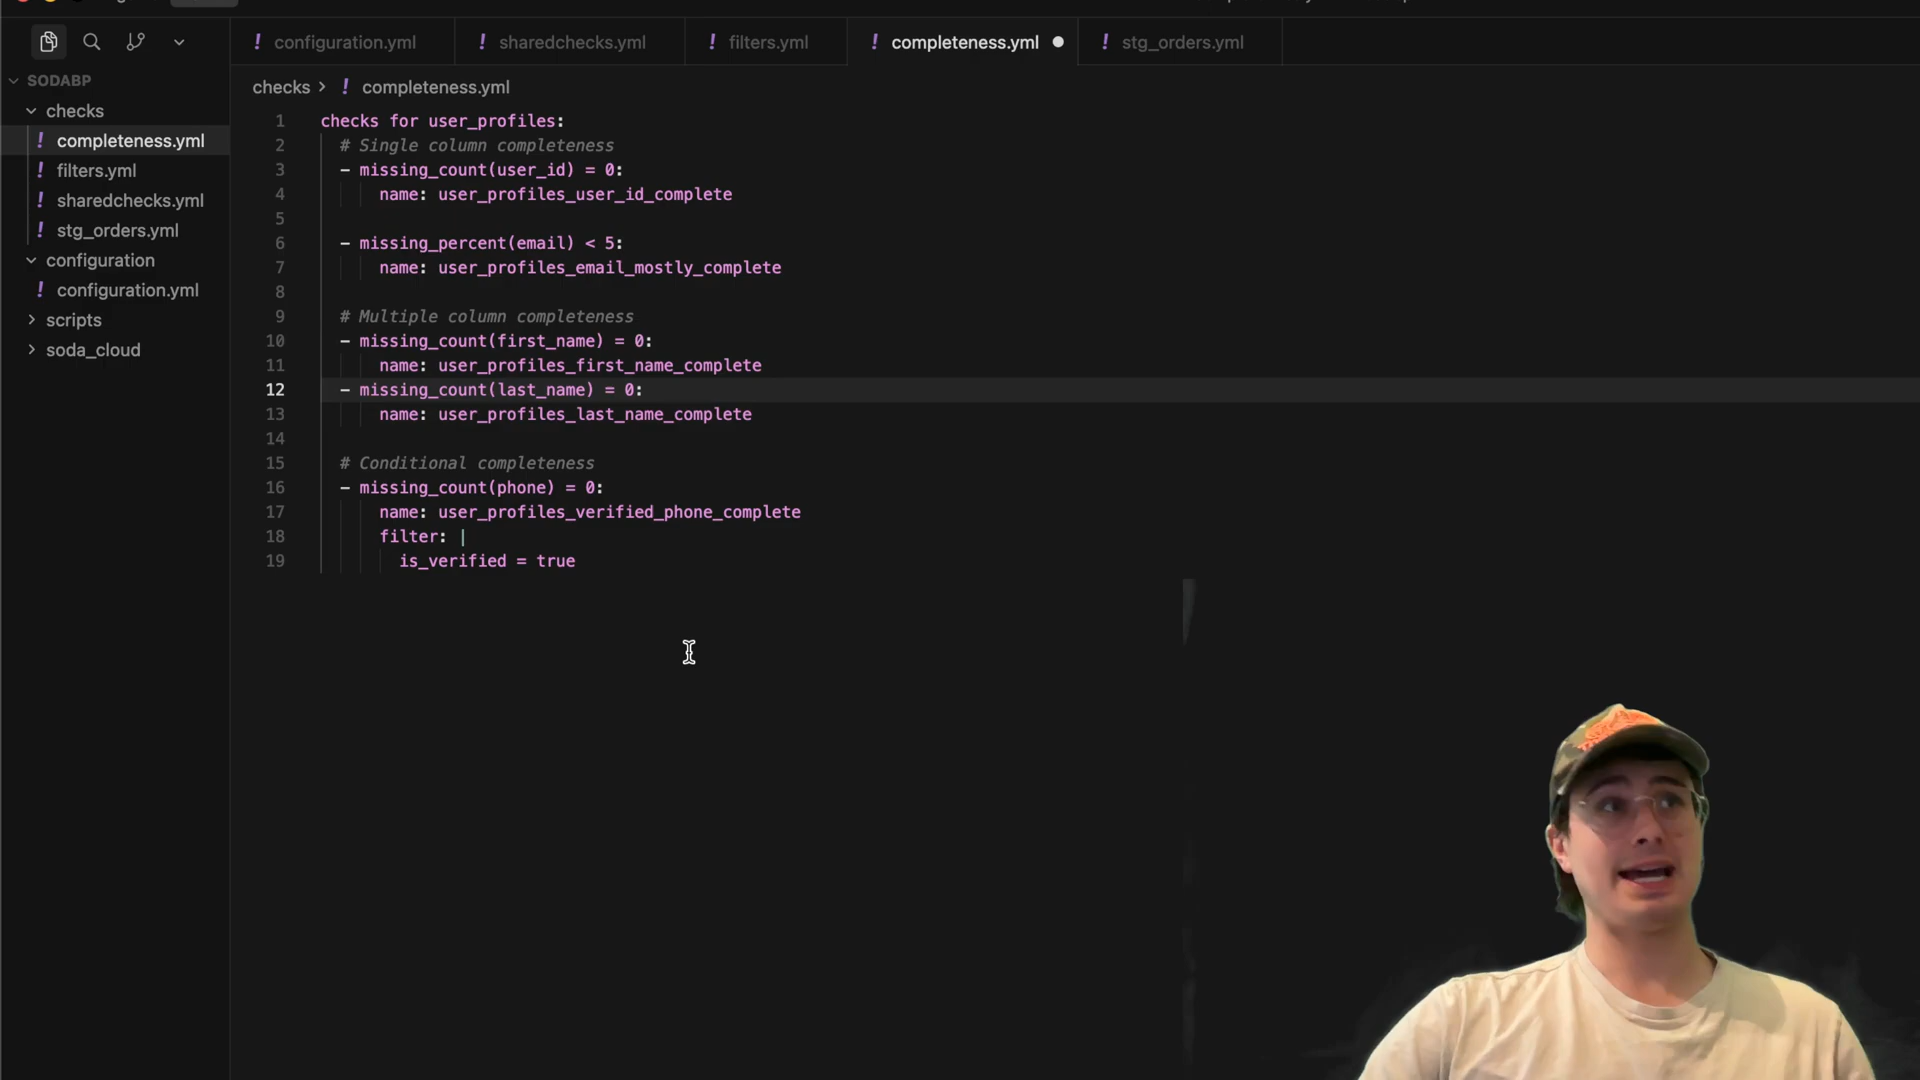 configuration.yml
sharedchecks.yml
filters.yml
completeness.yml
stg_orders.yml
SODABP
checks
completeness.yml
filters.yml
sharedchecks.yml
stg_orders.yml
configuration
configuration.yml
scripts
soda_cloud
checks > ! completeness.yml
1 checks for user_profiles:
2 # Single column completeness
3 - missing_count(user_id) = 0:
4 name: user_profiles_user_id_complete
5
6 - missing_percent(email) < 5:
7 name: user_profiles_email_mostly_complete
8
9 # Multiple column completeness
10 - missing_count(first_name) = 0:
11 name: user_profiles_first_name_complete
12 - missing_count(last_name) = 0:
13 name: user_profiles_last_name_complete
14
15 # Conditional completeness
16 - missing_count(phone) = 0:
17 name: user_profiles_verified_phone_complete
18 filter: |
19 is_verified = true